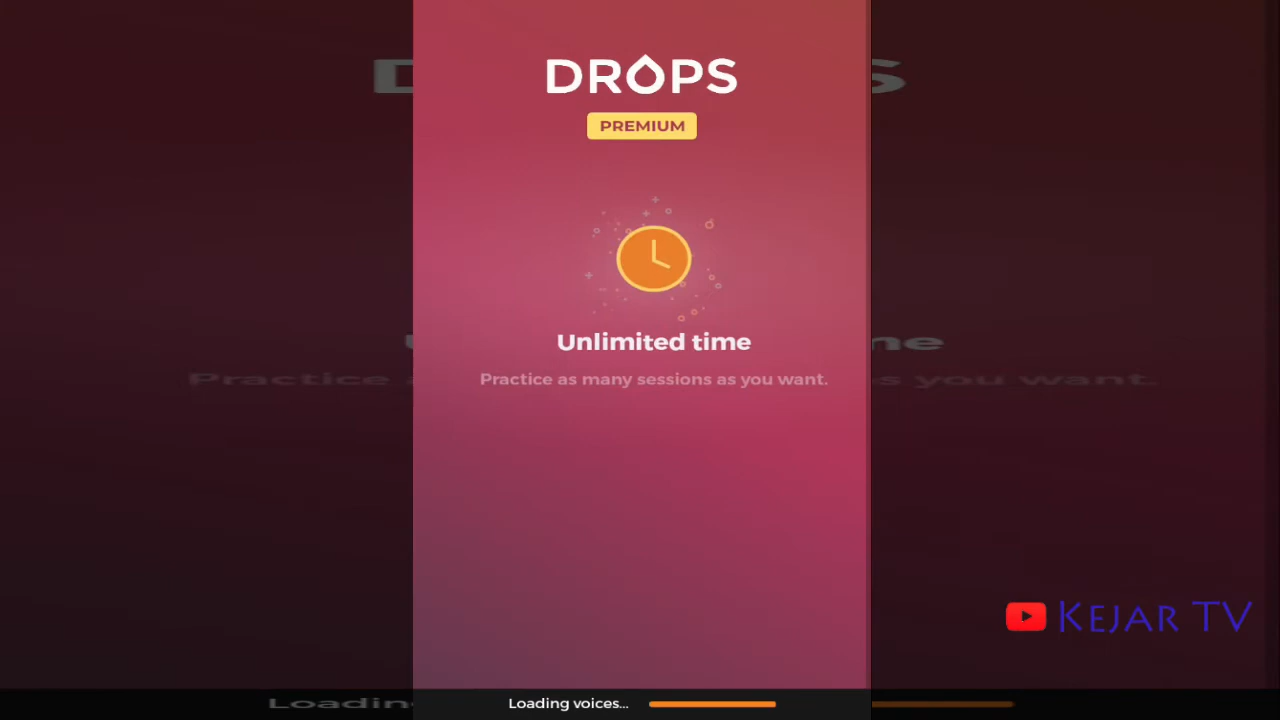 DROPS
PREMIUM
Unlimited time
Practice as many sessions as you want.
KEJAR TV
Loading voices...